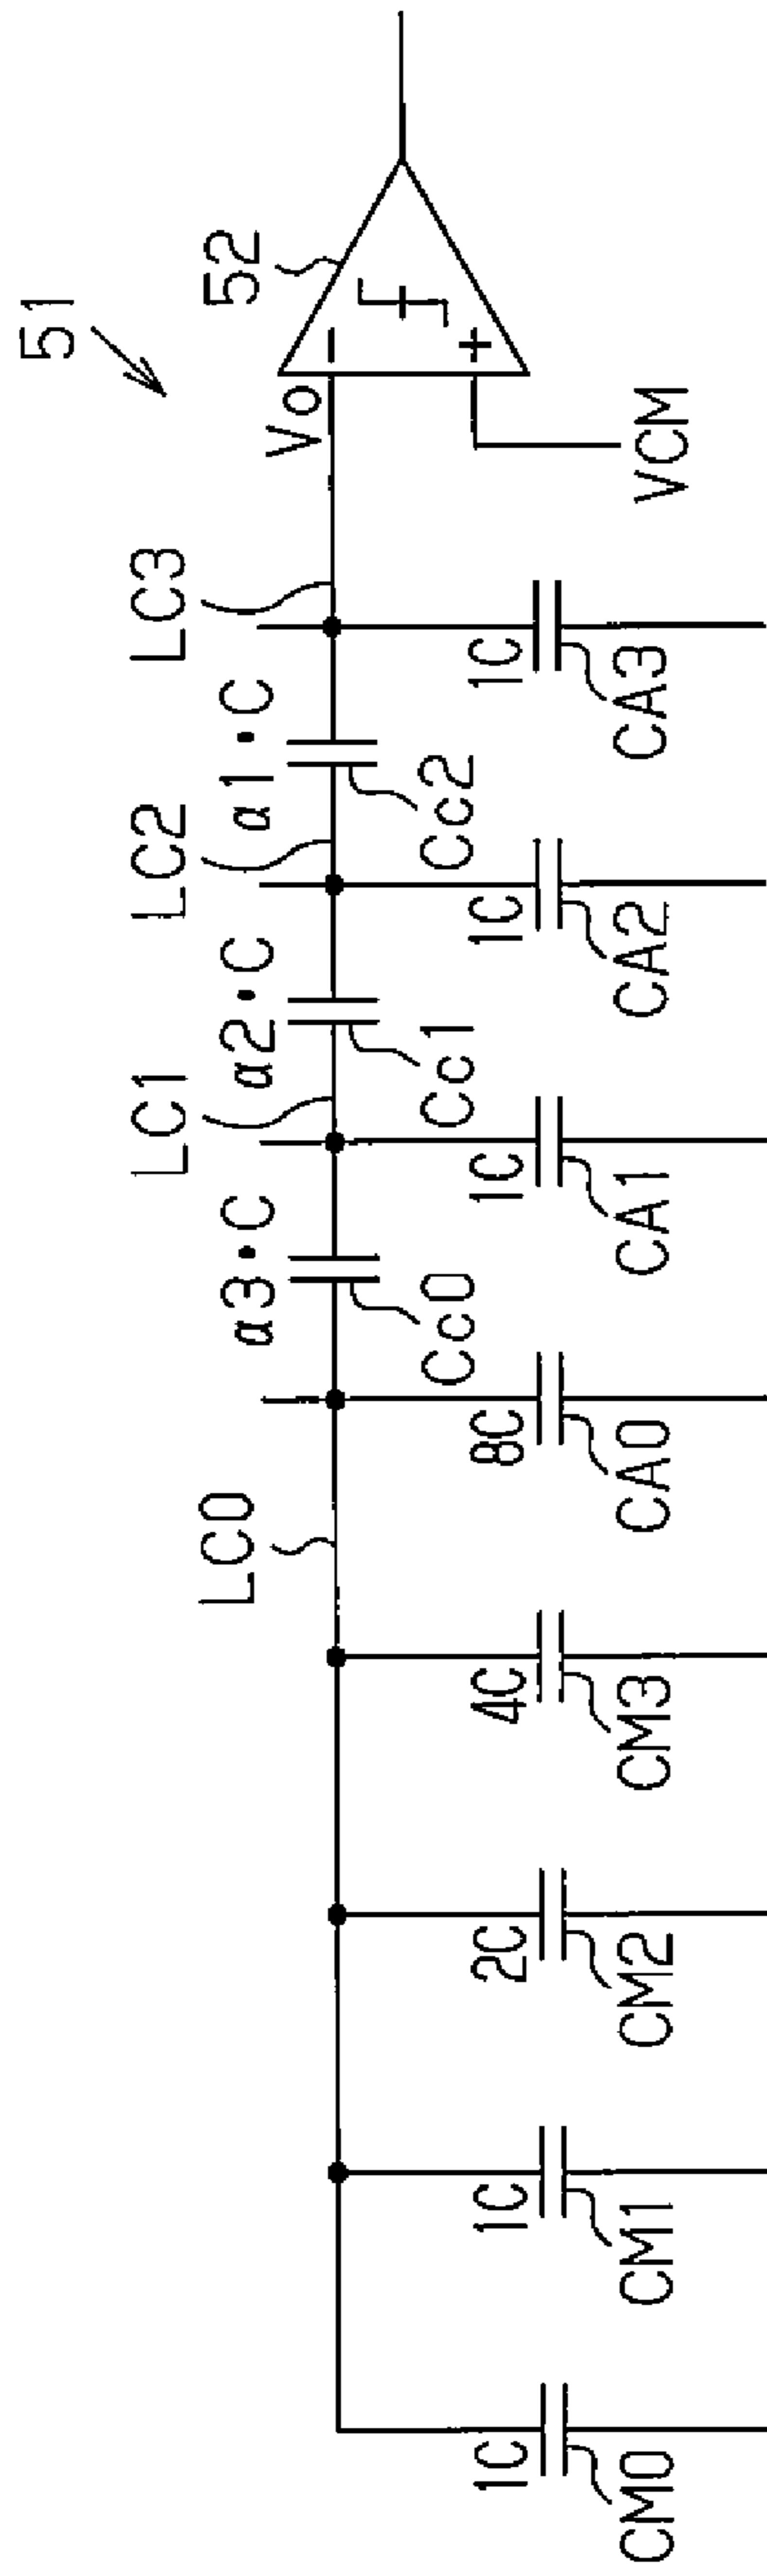 51
52
Vo
−
+
VCM
LC3
α1・C
LC2
α2・C
LC1
α3・C
LC0
Cc2
Cc1
Cc0
1C
CA3
1C
CA2
1C
CA1
8C
CA0
4C
CM3
2C
CM2
1C
CM1
1C
CM0